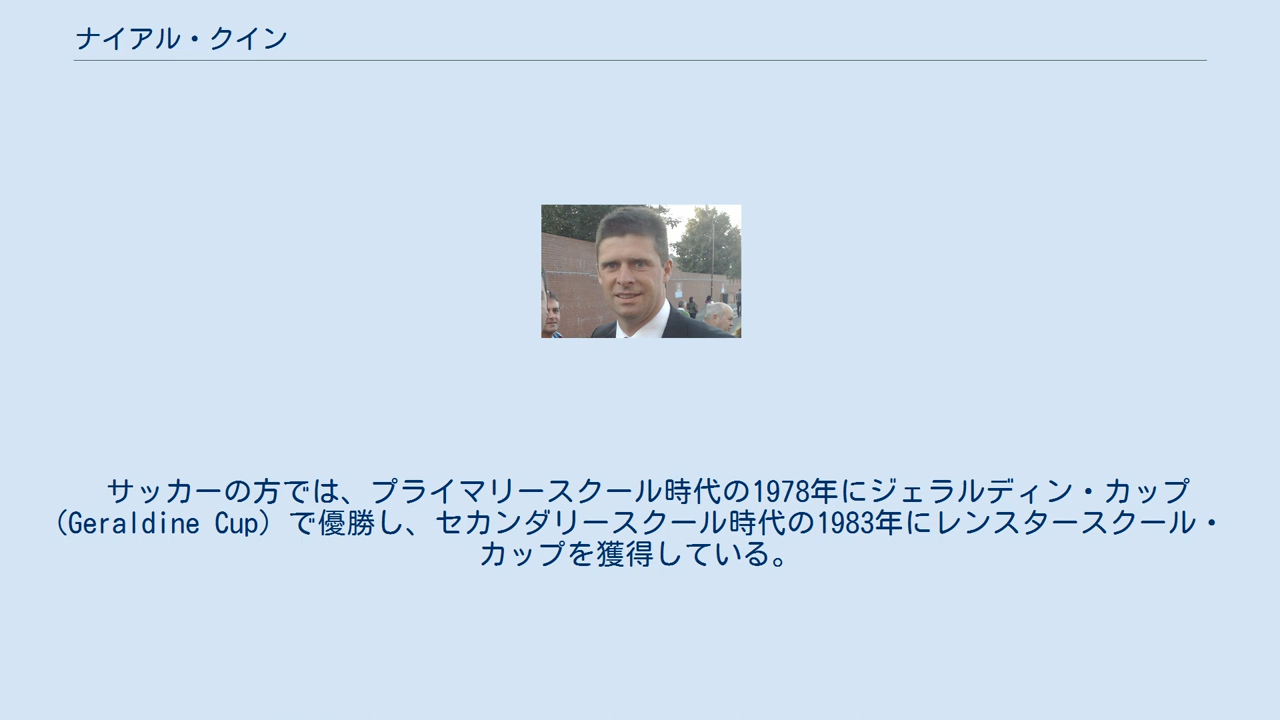 ナイアル・クイン
サッカーの方では、プライマリースクール時代の1978年にジェラルディン・カップ
(Geraldine Cup) で優勝し、セカンダリースクール時代の1983年にレンスタースクール・
カップを獲得している。